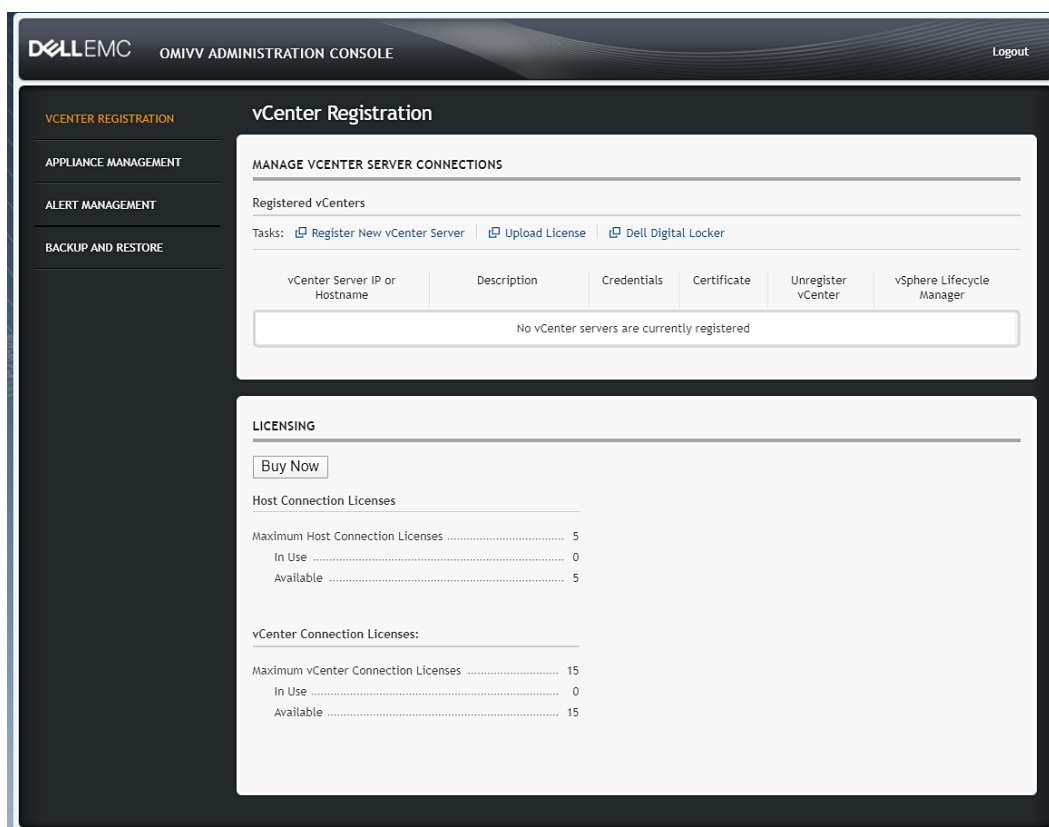 DELLEMC OMIVV ADMINISTRATION CONSOLE
Logout
VCENTER REGISTRATION
APPLIANCE MANAGEMENT
ALERT MANAGEMENT
BACKUP AND RESTORE
vCenter Registration
MANAGE VCENTER SERVER CONNECTIONS
Registered vCenters
Tasks: Register New vCenter Server Upload License Dell Digital Locker
vCenter Server IP or Hostname
Description
Credentials
Certificate
Unregister vCenter
vSphere Lifecycle Manager
No vCenter servers are currently registered
LICENSING
Buy Now
Host Connection Licenses
Maximum Host Connection Licenses 5
In Use 0
Available 5
vCenter Connection Licenses:
Maximum vCenter Connection Licenses 15
In Use 0
Available 15